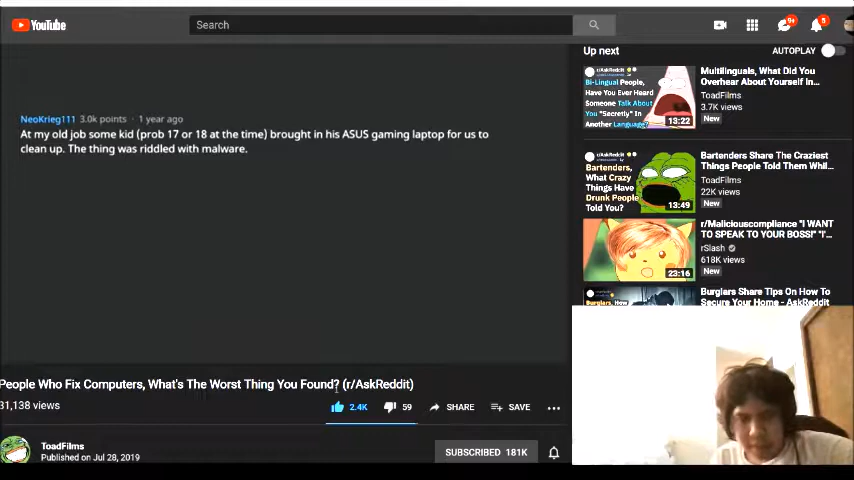 YouTube
Search
9+
5
Up next
AUTOPLAY
NeoKrieg111 3.0k points · 1 year ago
At my old job some kid (prob 17 or 18 at the time) brought in his ASUS gaming laptop for us to
clean up. The thing was riddled with malware.
People Who Fix Computers, What's The Worst Thing You Found? (r/AskReddit)
31,138 views
2.4K
59
SHARE
SAVE
ToadFilms
Published on Jul 28, 2019
SUBSCRIBED 181K
r/AskReddit
Bi-Lingual People,
Have You Ever Heard
Someone Talk About
You "Secretly" In
Another Language?
13:22
Multilinguals, What Did You
Overhear About Yourself In...
ToadFilms
3.7K views
New
r/AskReddit
Bartenders,
What Crazy
Things Have
Drunk People
Told You?
13:49
Bartenders Share The Craziest
Things People Told Them Whil...
ToadFilms
22K views
New
23:16
r/Maliciouscompliance "I WANT
TO SPEAK TO YOUR BOSS!" "I'...
rSlash
618K views
New
r/AskReddit
Burglars, How
Burglars Share Tips On How To
Secure Your Home - AskReddit